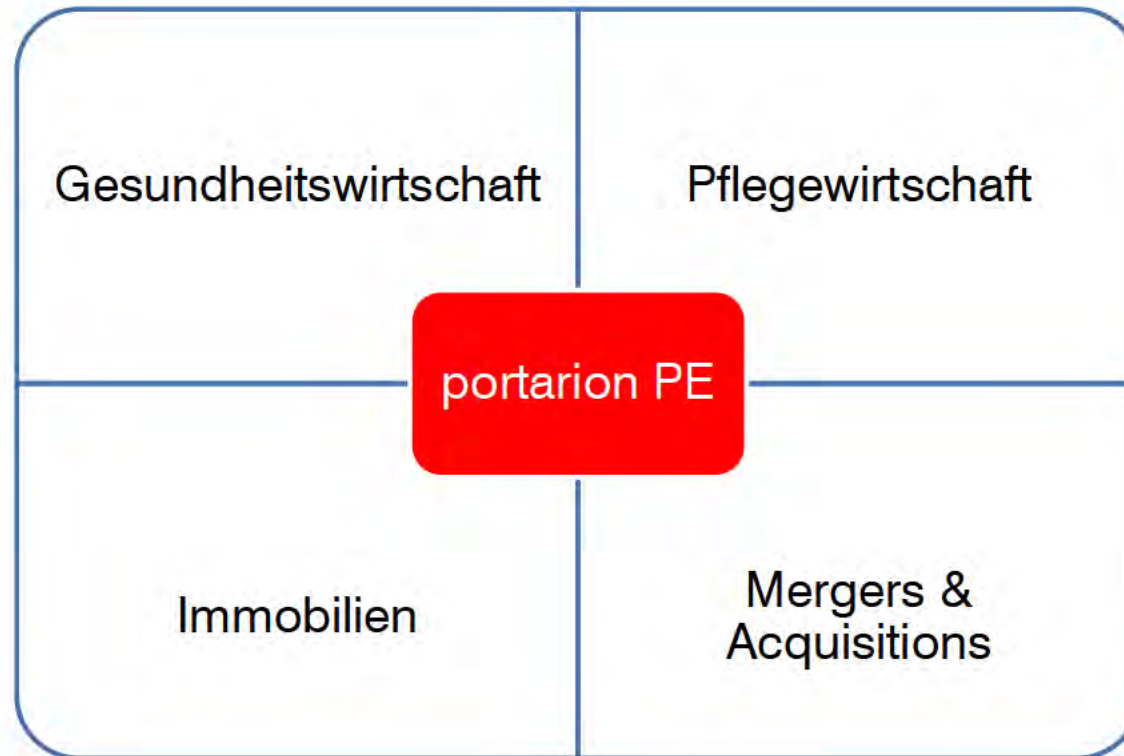 Gesundheitswirtschaft
Pflegewirtschaft
portarion PE
Immobilien
Mergers &
Acquisitions